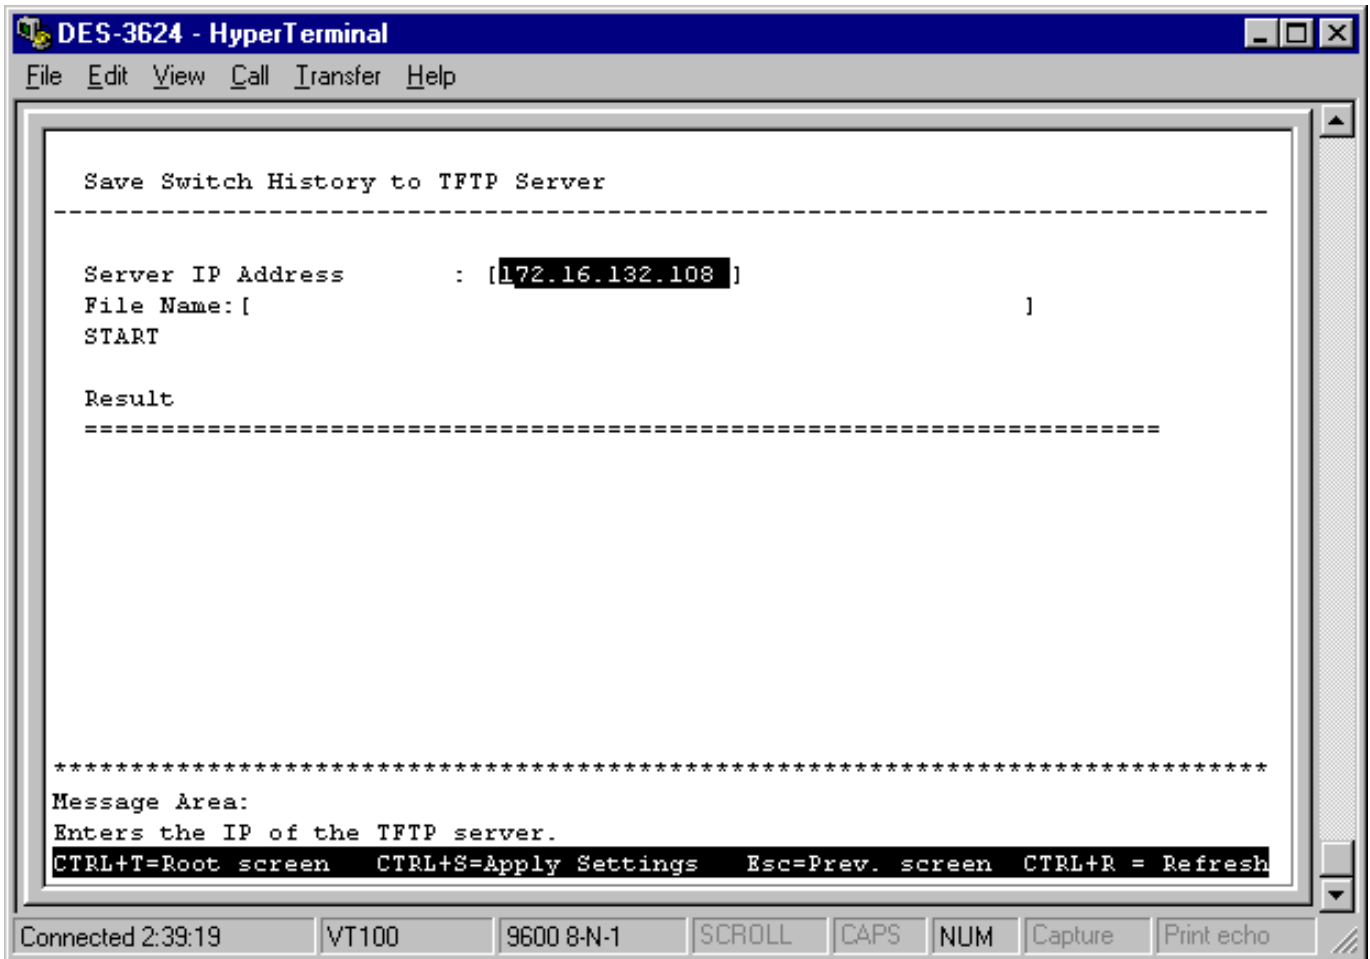 DES-3624 - HyperTerminal
File Edit View Call Transfer Help
Save Switch History to TFTP Server
-------------------------------------------------------------------------------
Server IP Address : [172.16.132.108 ]
File Name:[ ]
START
Result
======================================================================
*******************************************************************************
Message Area:
Enters the IP of the TFTP server.
CTRL+T=Root screen CTRL+S=Apply Settings Esc=Prev. screen CTRL+R = Refresh
Connected 2:39:19 VT100 9600 8-N-1 SCROLL CAPS NUM Capture Print echo